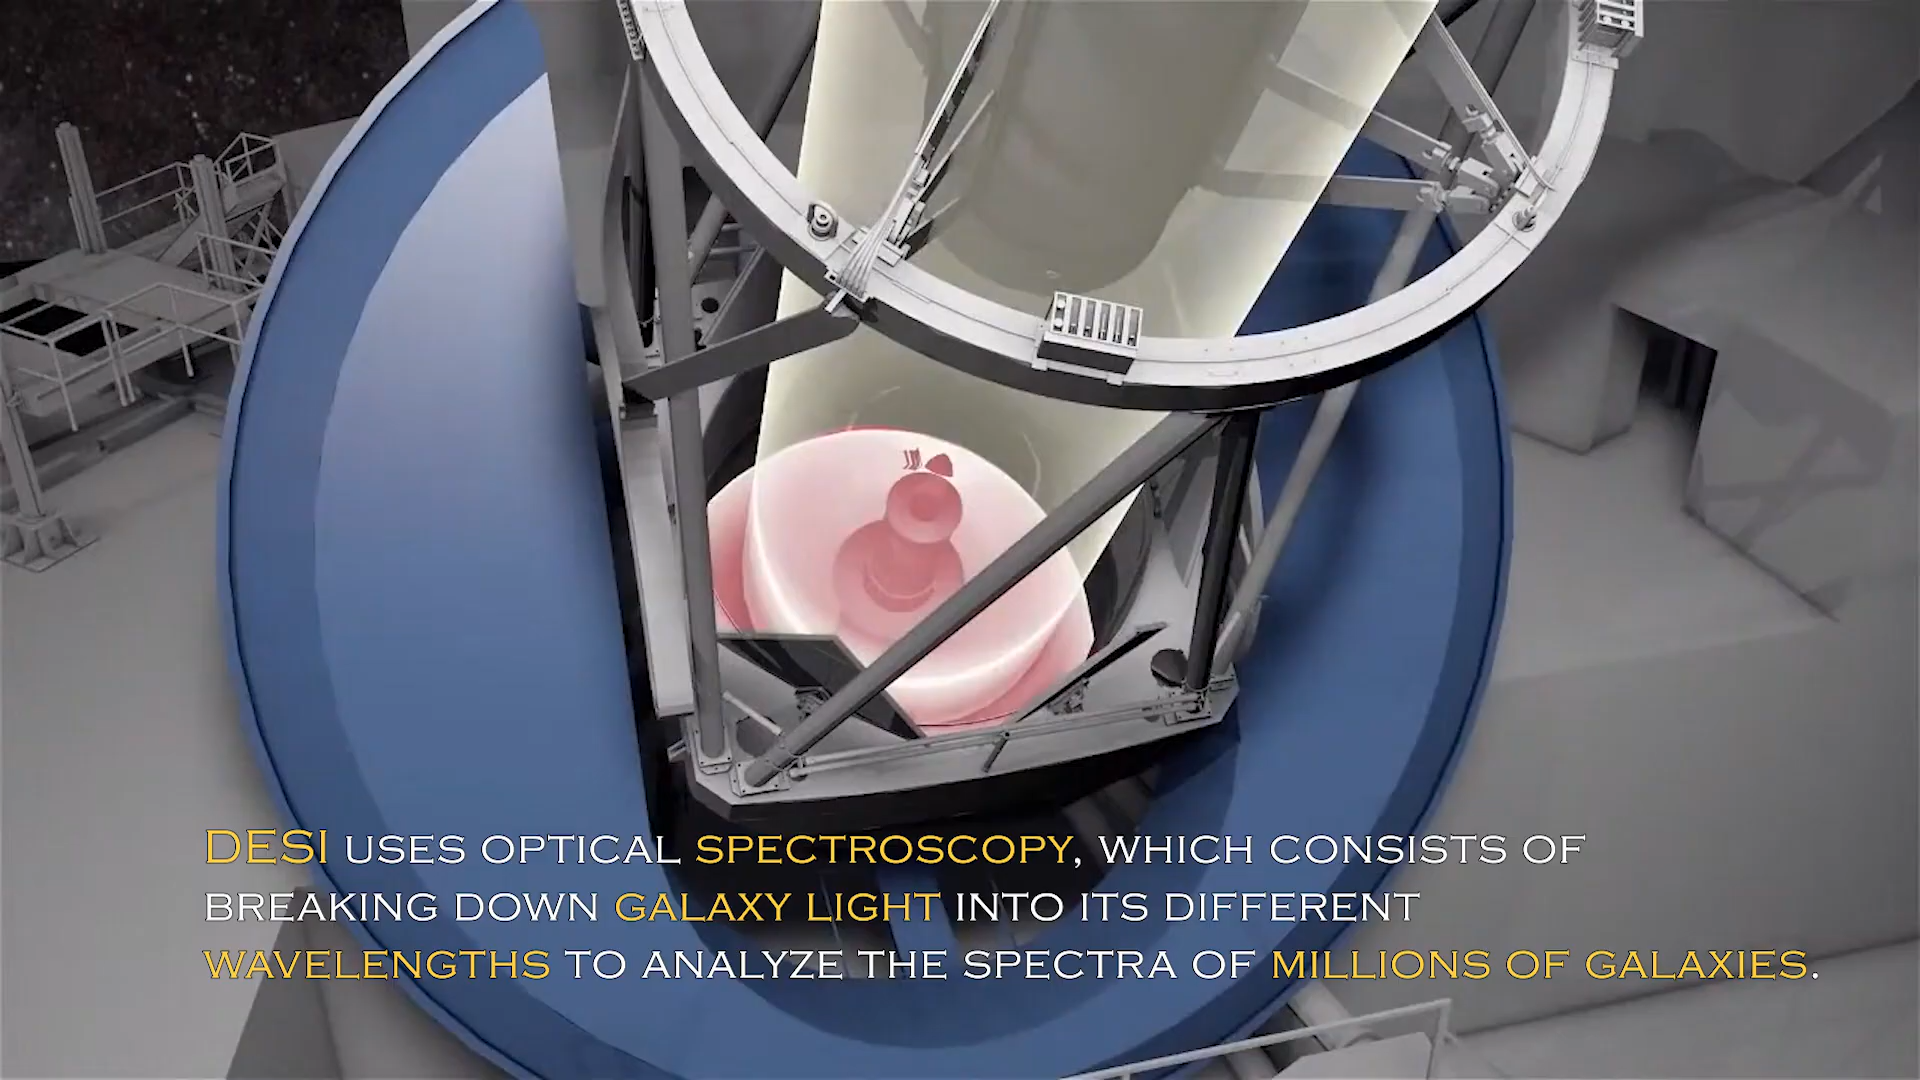 DESI USES OPTICAL SPECTROSCOPY, WHICH CONSISTS OF
BREAKING DOWN GALAXY LIGHT INTO ITS DIFFERENT
WAVELENGTHS TO ANALYZE THE SPECTRA OF MILLIONS OF GALAXIES.